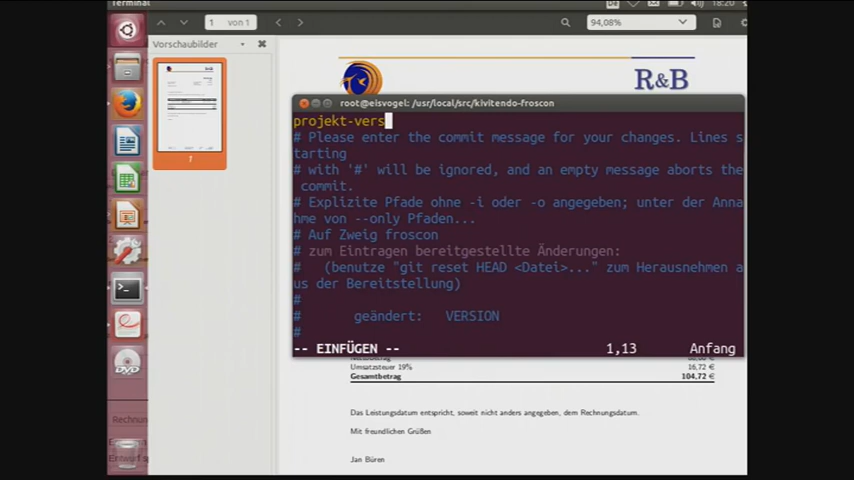 Terminal
De
18:20
1 von 1
94,08%
Vorschaubilder
R&B
1
root@eisvogel: /usr/local/src/kivitendo-froscon
projekt-vers
# Please enter the commit message for your changes. Lines s
tarting
# with '#' will be ignored, and an empty message aborts the
commit.
# Explizite Pfade ohne -i oder -o angegeben; unter der Anna
hme von --only Pfaden...
# Auf Zweig froscon
# zum Eintragen bereitgestellte Änderungen:
#   (benutze "git reset HEAD <Datei>..." zum Herausnehmen a
us der Bereitstellung)
#
#       geändert:   VERSION
#
-- EINFÜGEN --
1,13
Anfang
Umsatzsteuer 19%
16,72 €
Gesamtbetrag
104,72 €
Das Leistungsdatum entspricht, soweit nicht anders angegeben, dem Rechnungsdatum.
Mit freundlichen Grüßen
Jan Büren